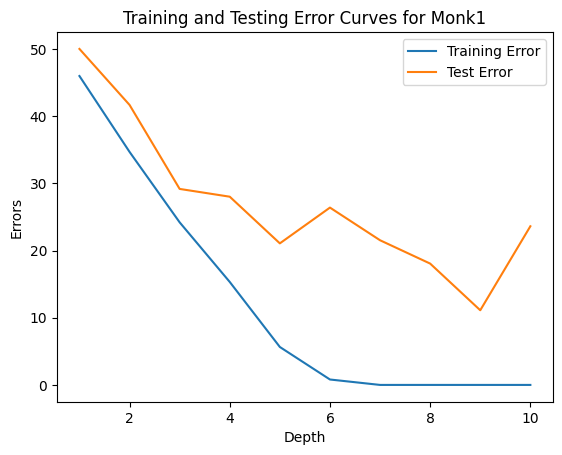 Training and Testing Error Curves for Monk1
Training Error
Test Error
Errors
50
40
30
20
10
0
2
4
6
8
10
Depth